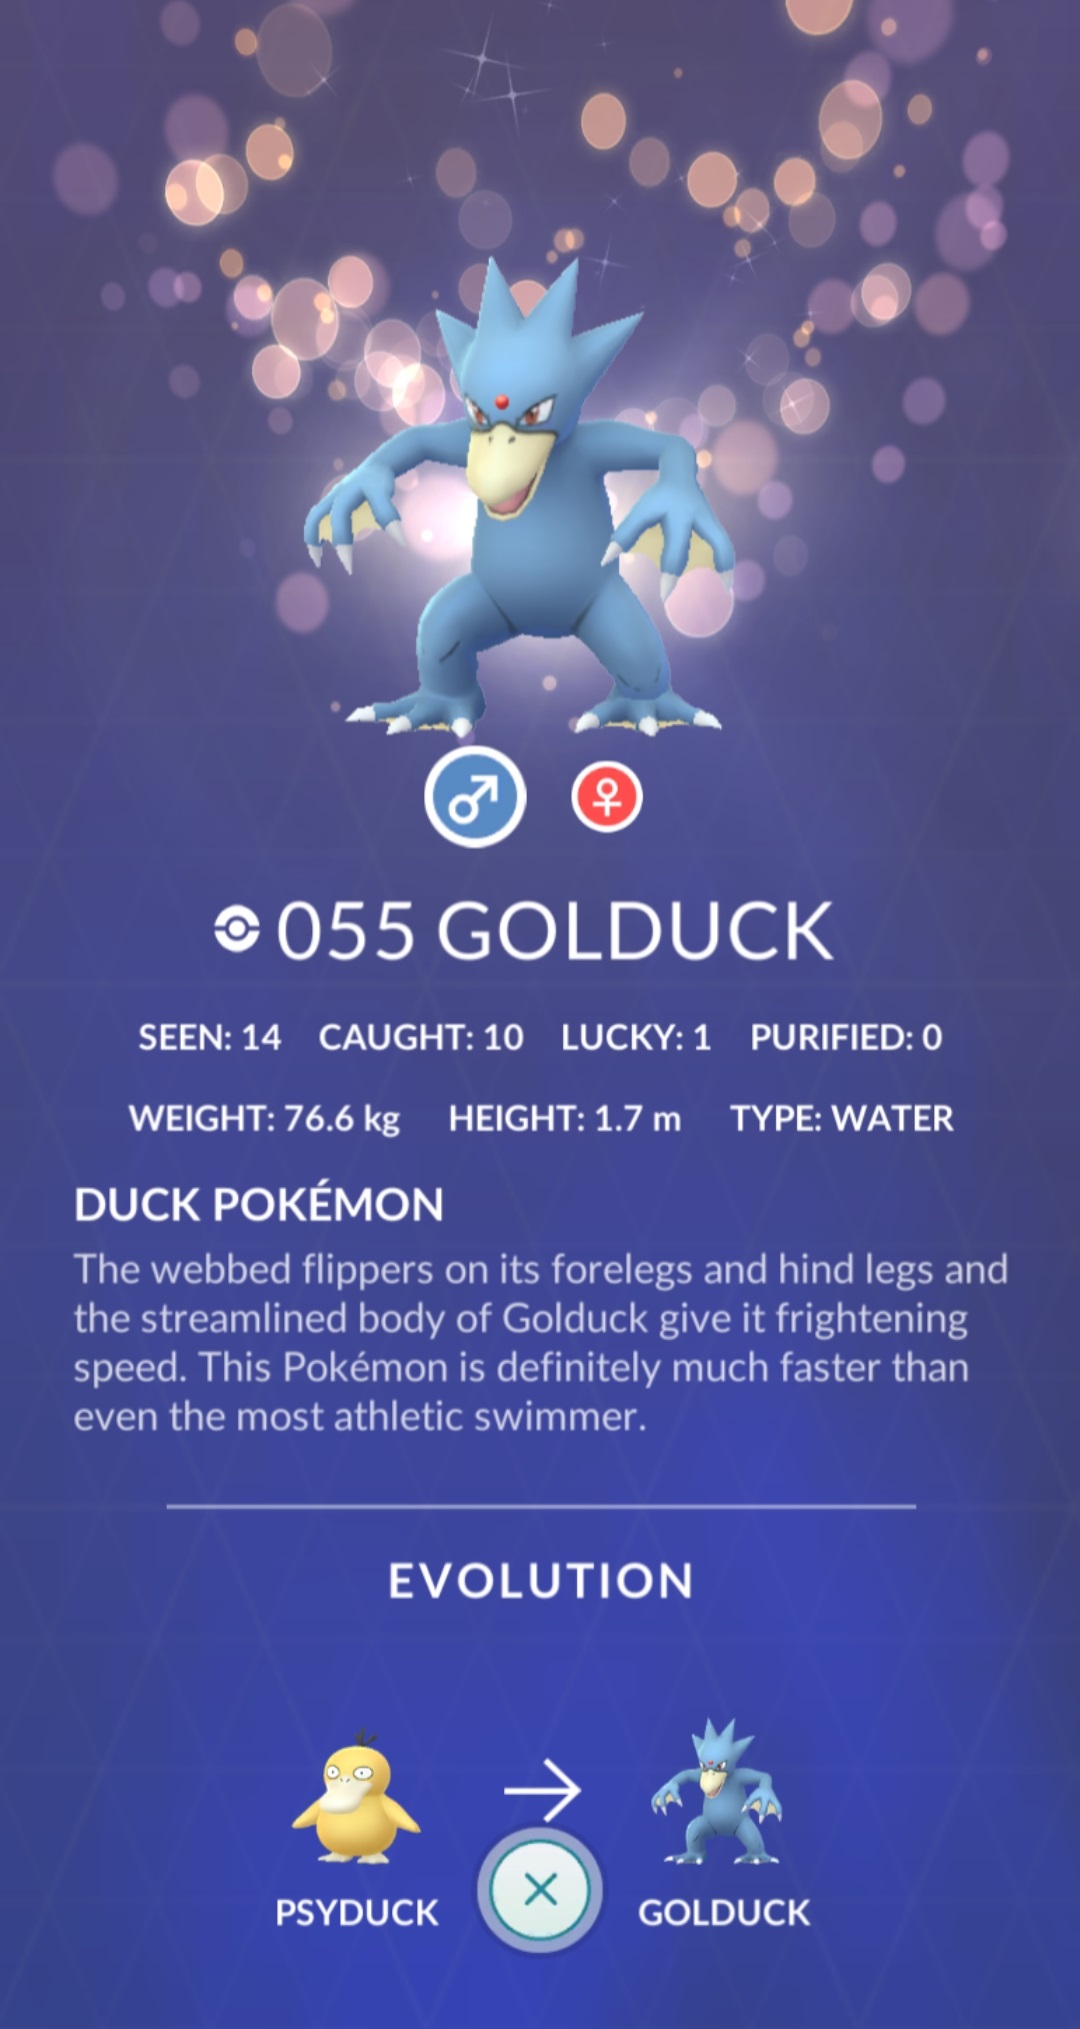 055 GOLDUCK
SEEN: 14 CAUGHT: 10 LUCKY: 1 PURIFIED: 0
WEIGHT: 76.6 kg HEIGHT: 1.7 m TYPE: WATER
DUCK POKÉMON
The webbed flippers on its forelegs and hind legs and
the streamlined body of Golduck give it frightening
speed. This Pokémon is definitely much faster than
even the most athletic swimmer.
EVOLUTION
PSYDUCK GOLDUCK